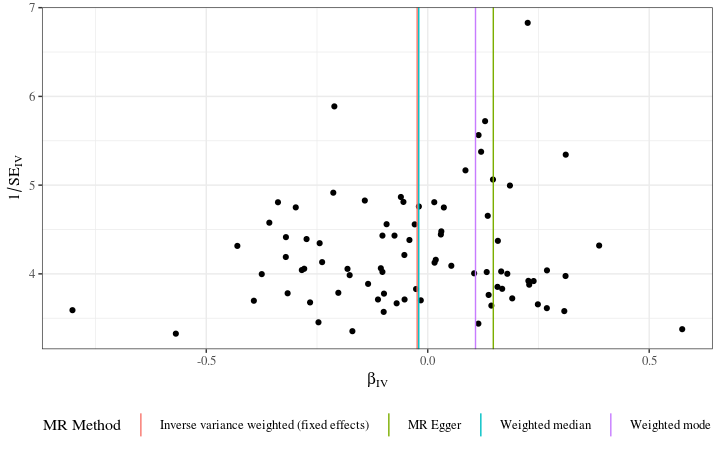 7
6
5
4
1/SE_IV
-0.5
0.0
0.5
β_IV
MR Method
Inverse variance weighted (fixed effects)
MR Egger
Weighted median
Weighted mode